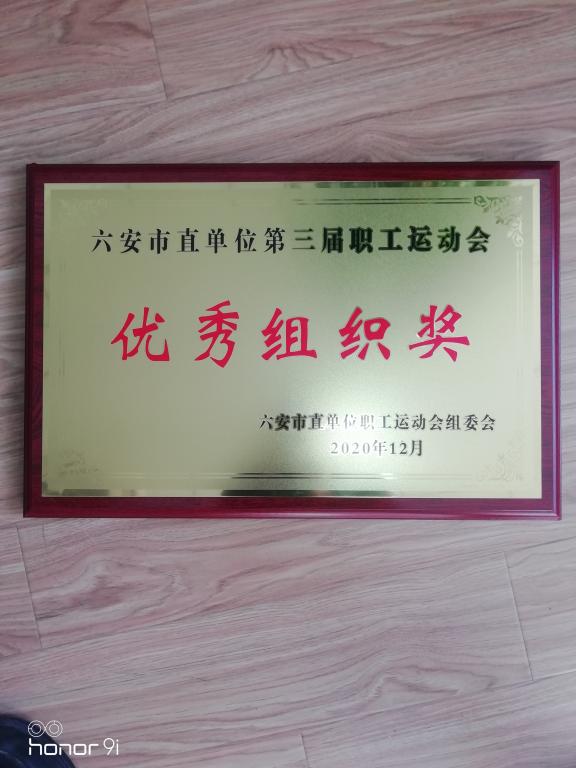 六安市直单位第三届职工运动会
优秀组织奖
六安市直单位职工运动会组委会
2020年12月
honor 9i